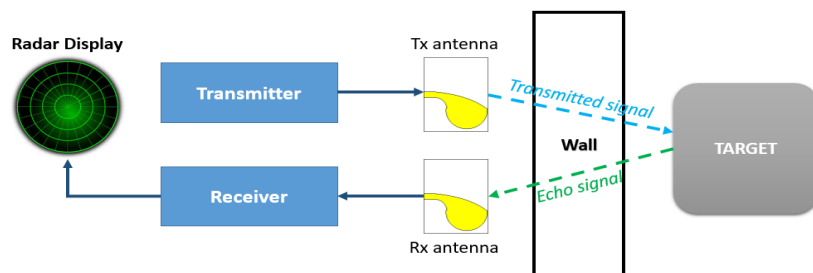 Radar Display
Transmitter
Tx antenna
Transmitted signal
Wall
TARGET
Receiver
Echo signal
Rx antenna